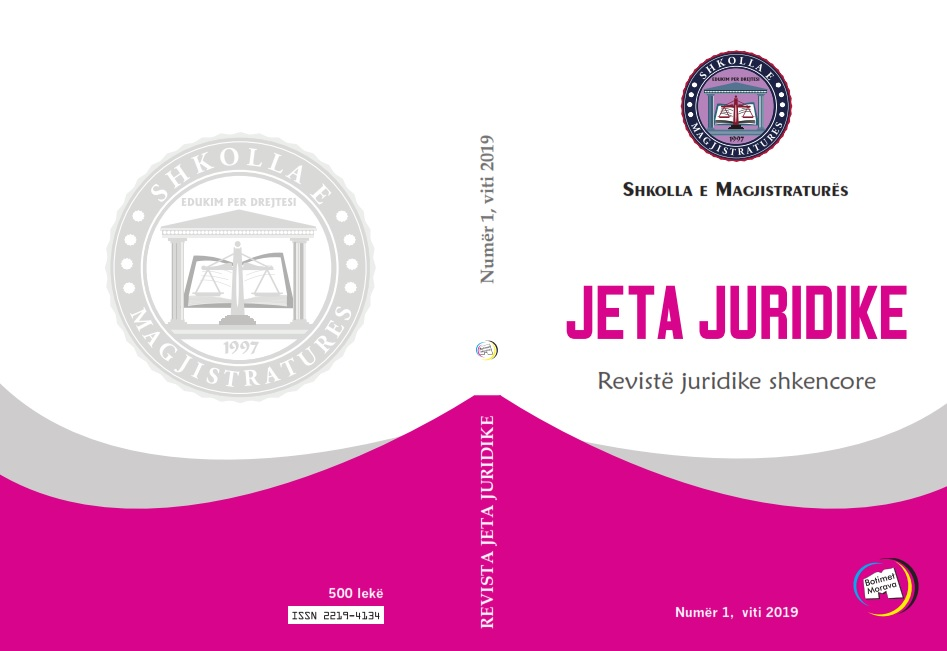 SHKOLLA E
EDUKIM PER DREJTESI
1997
MAGJISTRATURES
500 lekë
ISSN 2219-4134
Numër 1, viti 2019
REVISTA JETA JURIDIKE
SHKOLLA E
EDUKIM PER DREJTESI
1997
MAGJISTRATURËS
SHKOLLA E MAGJISTRATURËS
JETA JURIDIKE
Revistë juridike shkencore
Numër 1, viti 2019
Botimet
Morava